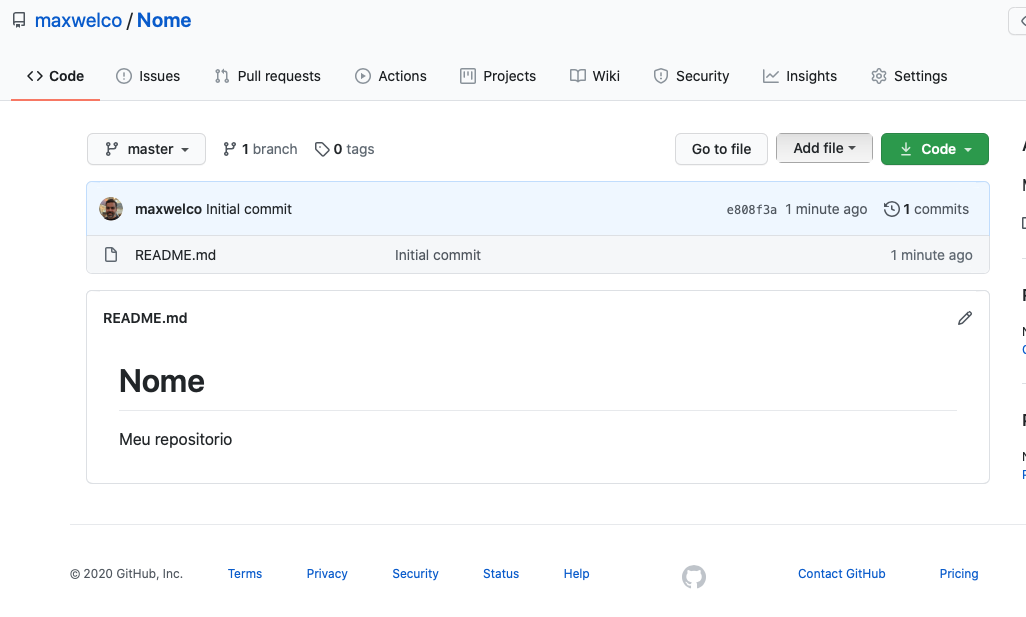 maxwelco / Nome
Code Issues Pull requests Actions Projects Wiki Security Insights Settings
master 1 branch 0 tags Go to file Add file Code
maxwelco Initial commit e808f3a 1 minute ago 1 commits
README.md Initial commit 1 minute ago
README.md
Nome
Meu repositorio
© 2020 GitHub, Inc. Terms Privacy Security Status Help Contact GitHub Pricing